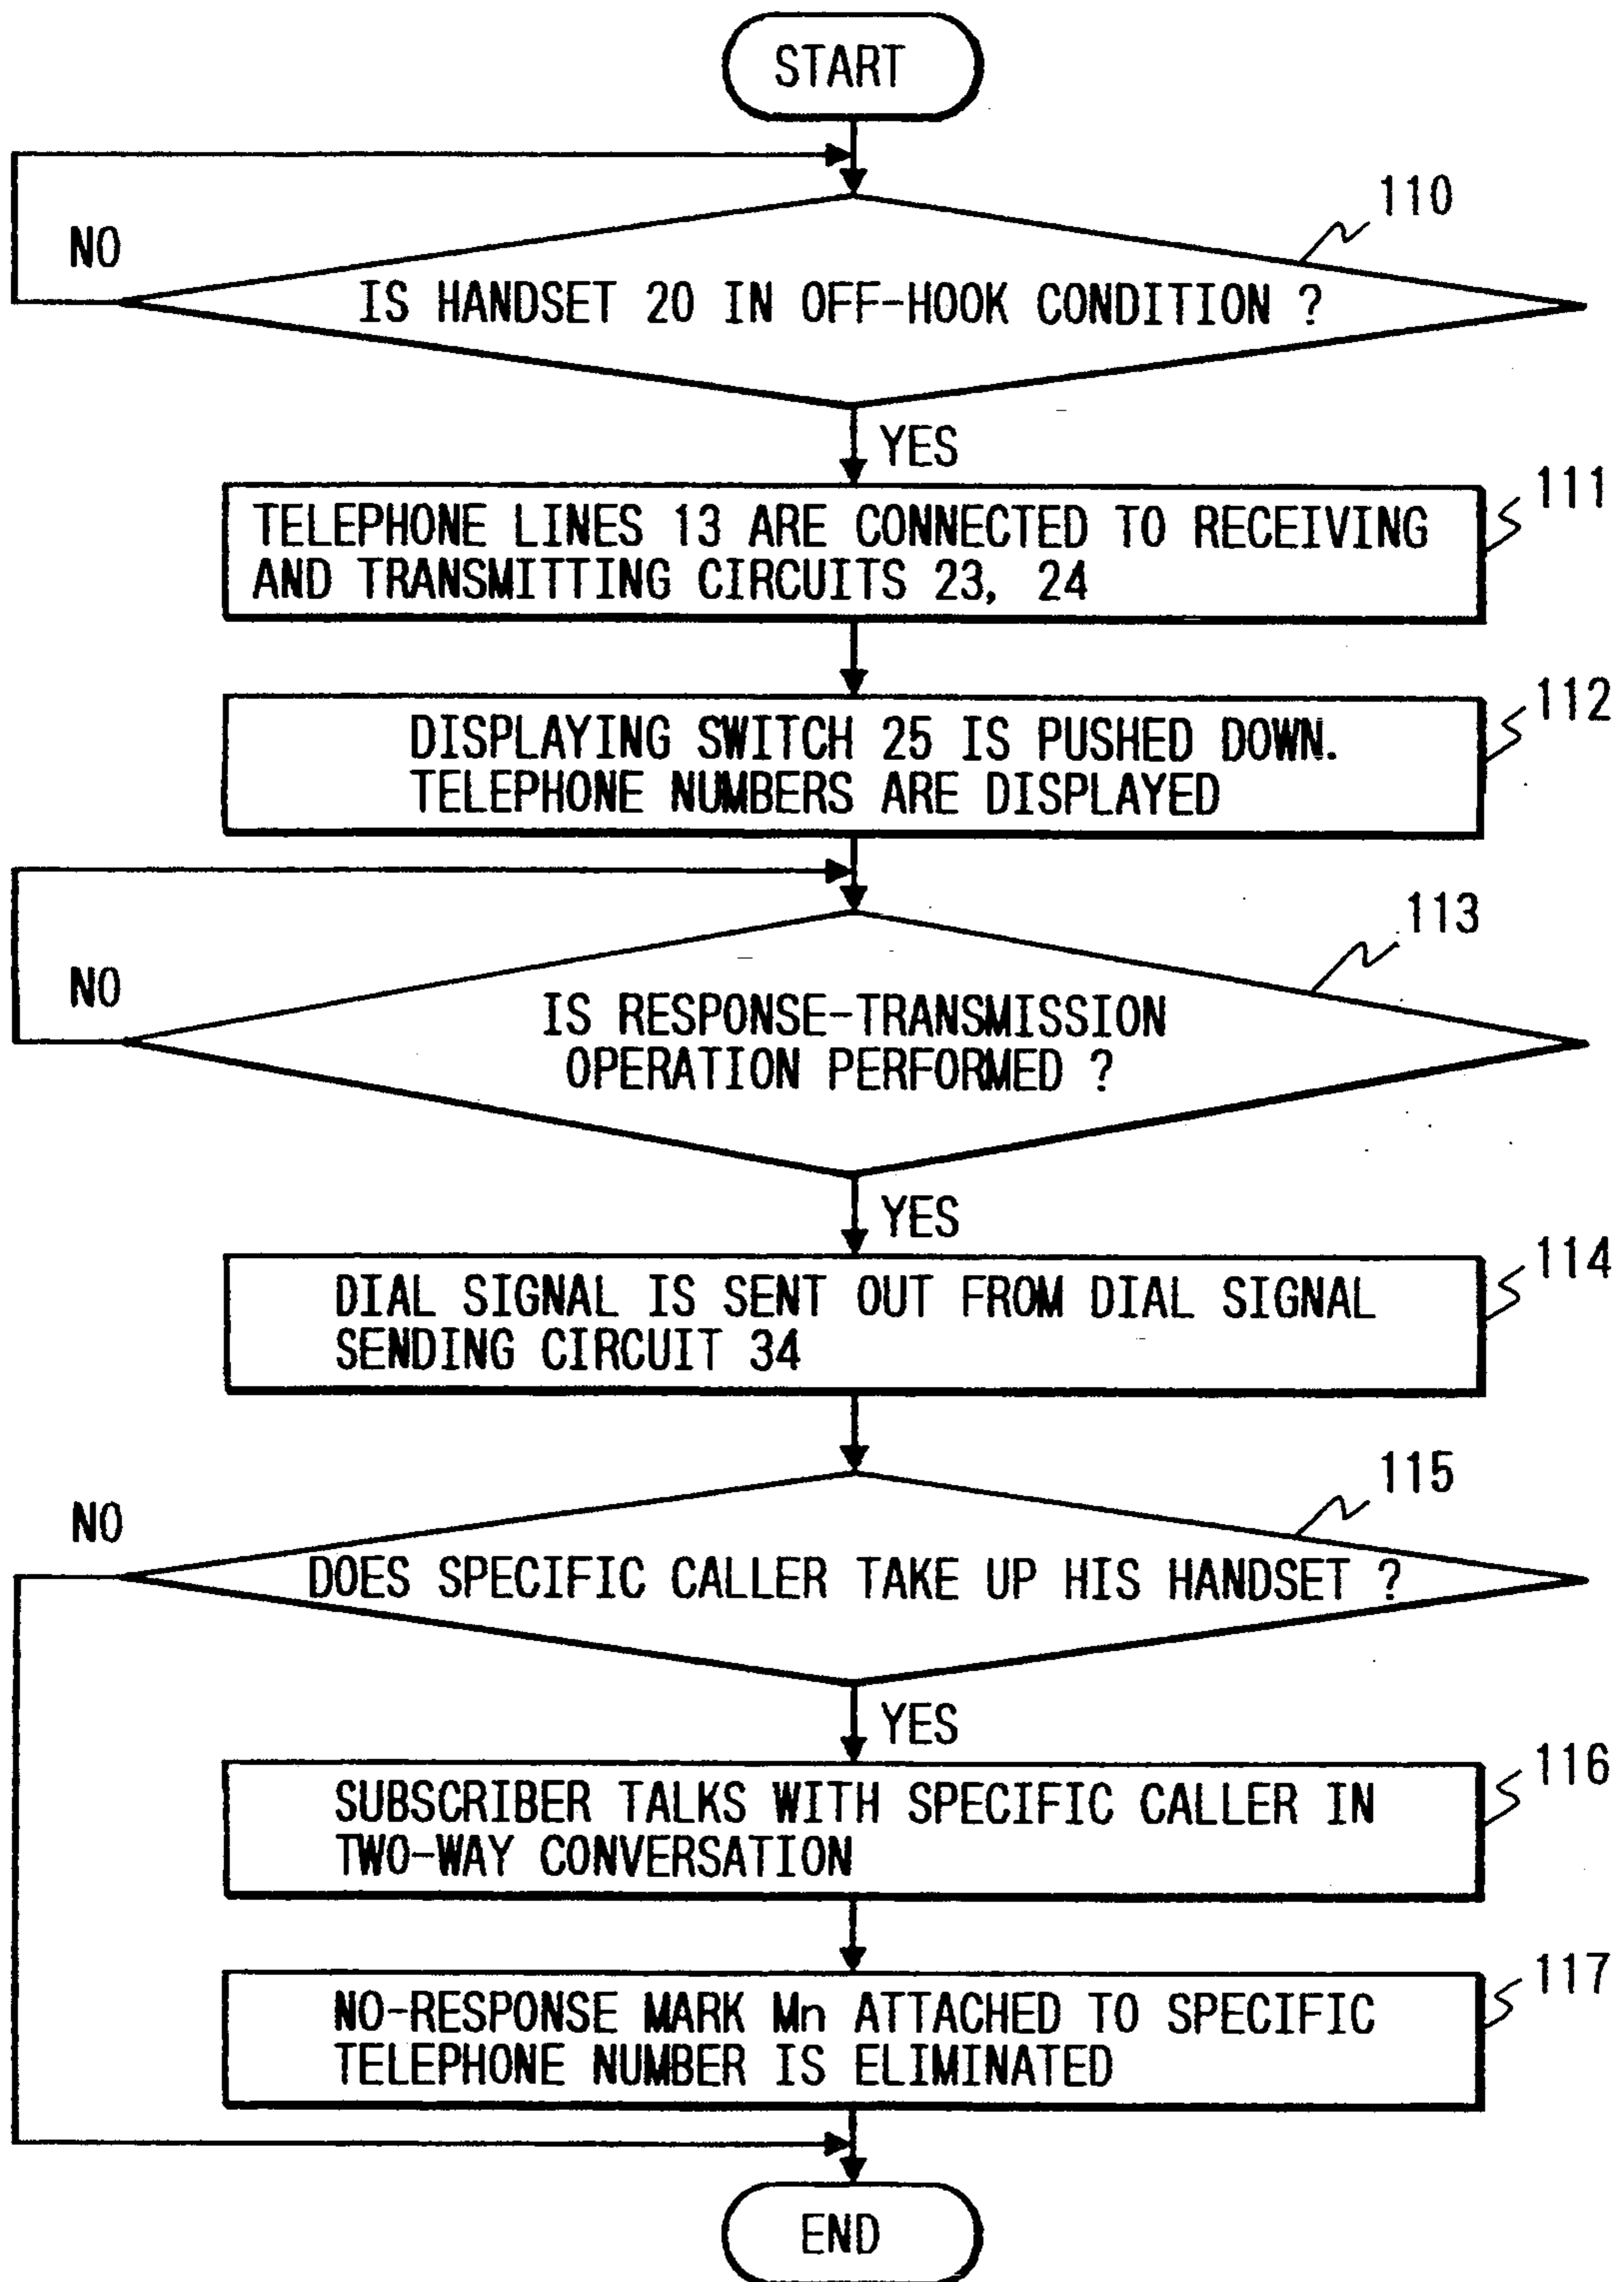 START
110
NO
IS HANDSET 20 IN OFF-HOOK CONDITION ?
YES
111
TELEPHONE LINES 13 ARE CONNECTED TO RECEIVING
AND TRANSMITTING CIRCUITS 23, 24
112
DISPLAYING SWITCH 25 IS PUSHED DOWN.
TELEPHONE NUMBERS ARE DISPLAYED
113
NO
IS RESPONSE-TRANSMISSION
OPERATION PERFORMED ?
YES
114
DIAL SIGNAL IS SENT OUT FROM DIAL SIGNAL
SENDING CIRCUIT 34
115
NO
DOES SPECIFIC CALLER TAKE UP HIS HANDSET ?
YES
116
SUBSCRIBER TALKS WITH SPECIFIC CALLER IN
TWO-WAY CONVERSATION
117
NO-RESPONSE MARK Mn ATTACHED TO SPECIFIC
TELEPHONE NUMBER IS ELIMINATED
END